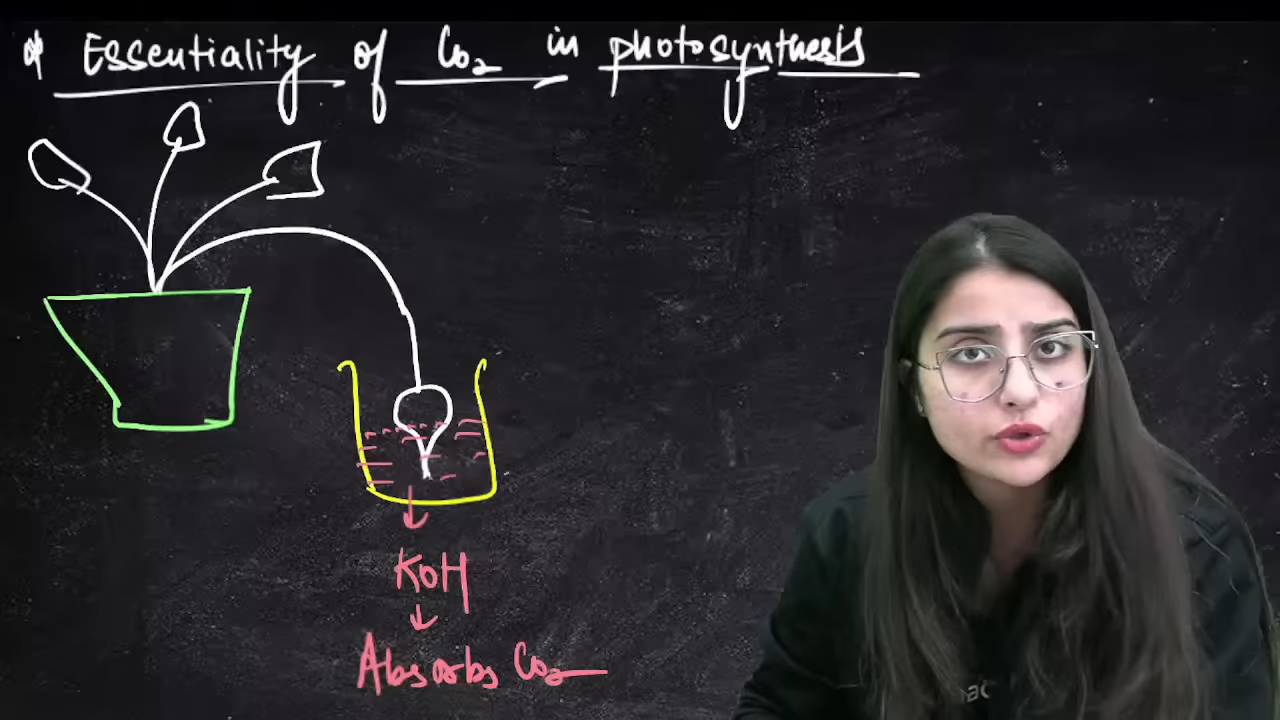 * Essentiality of Co₂ in photosynthesis
KOH
Absorbs Co₂